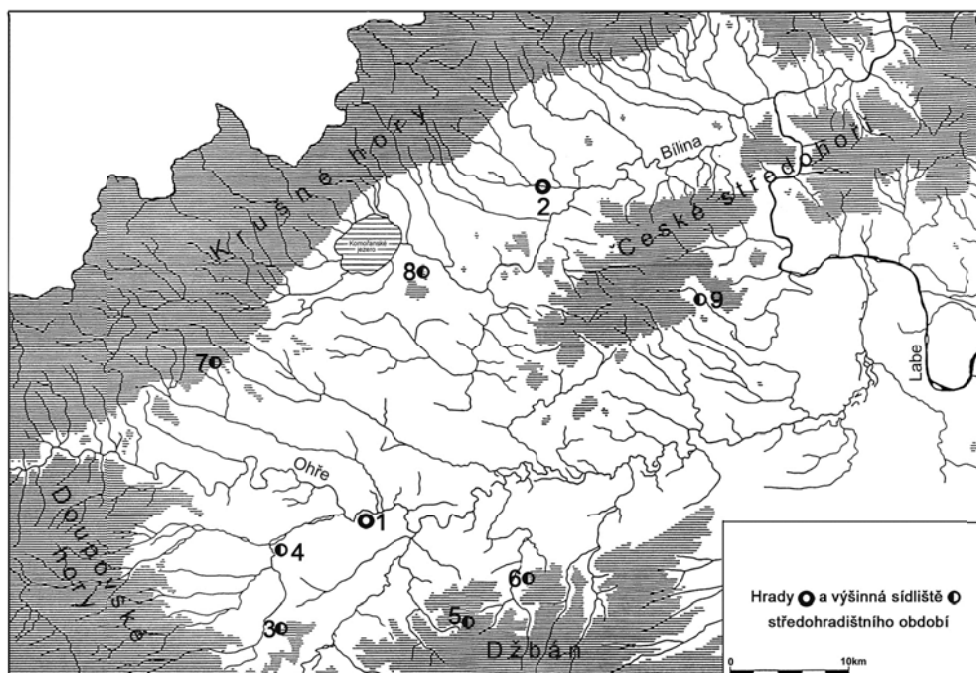 Krušné hory
Bílina
České středohoří
2
Komořanské
jezero
8
9
7
Labe
Ohře
1
Doupovské
hory
4
6
3
5
Džbán
Hrady a výšinná sídliště
středohradištního období
0 10km